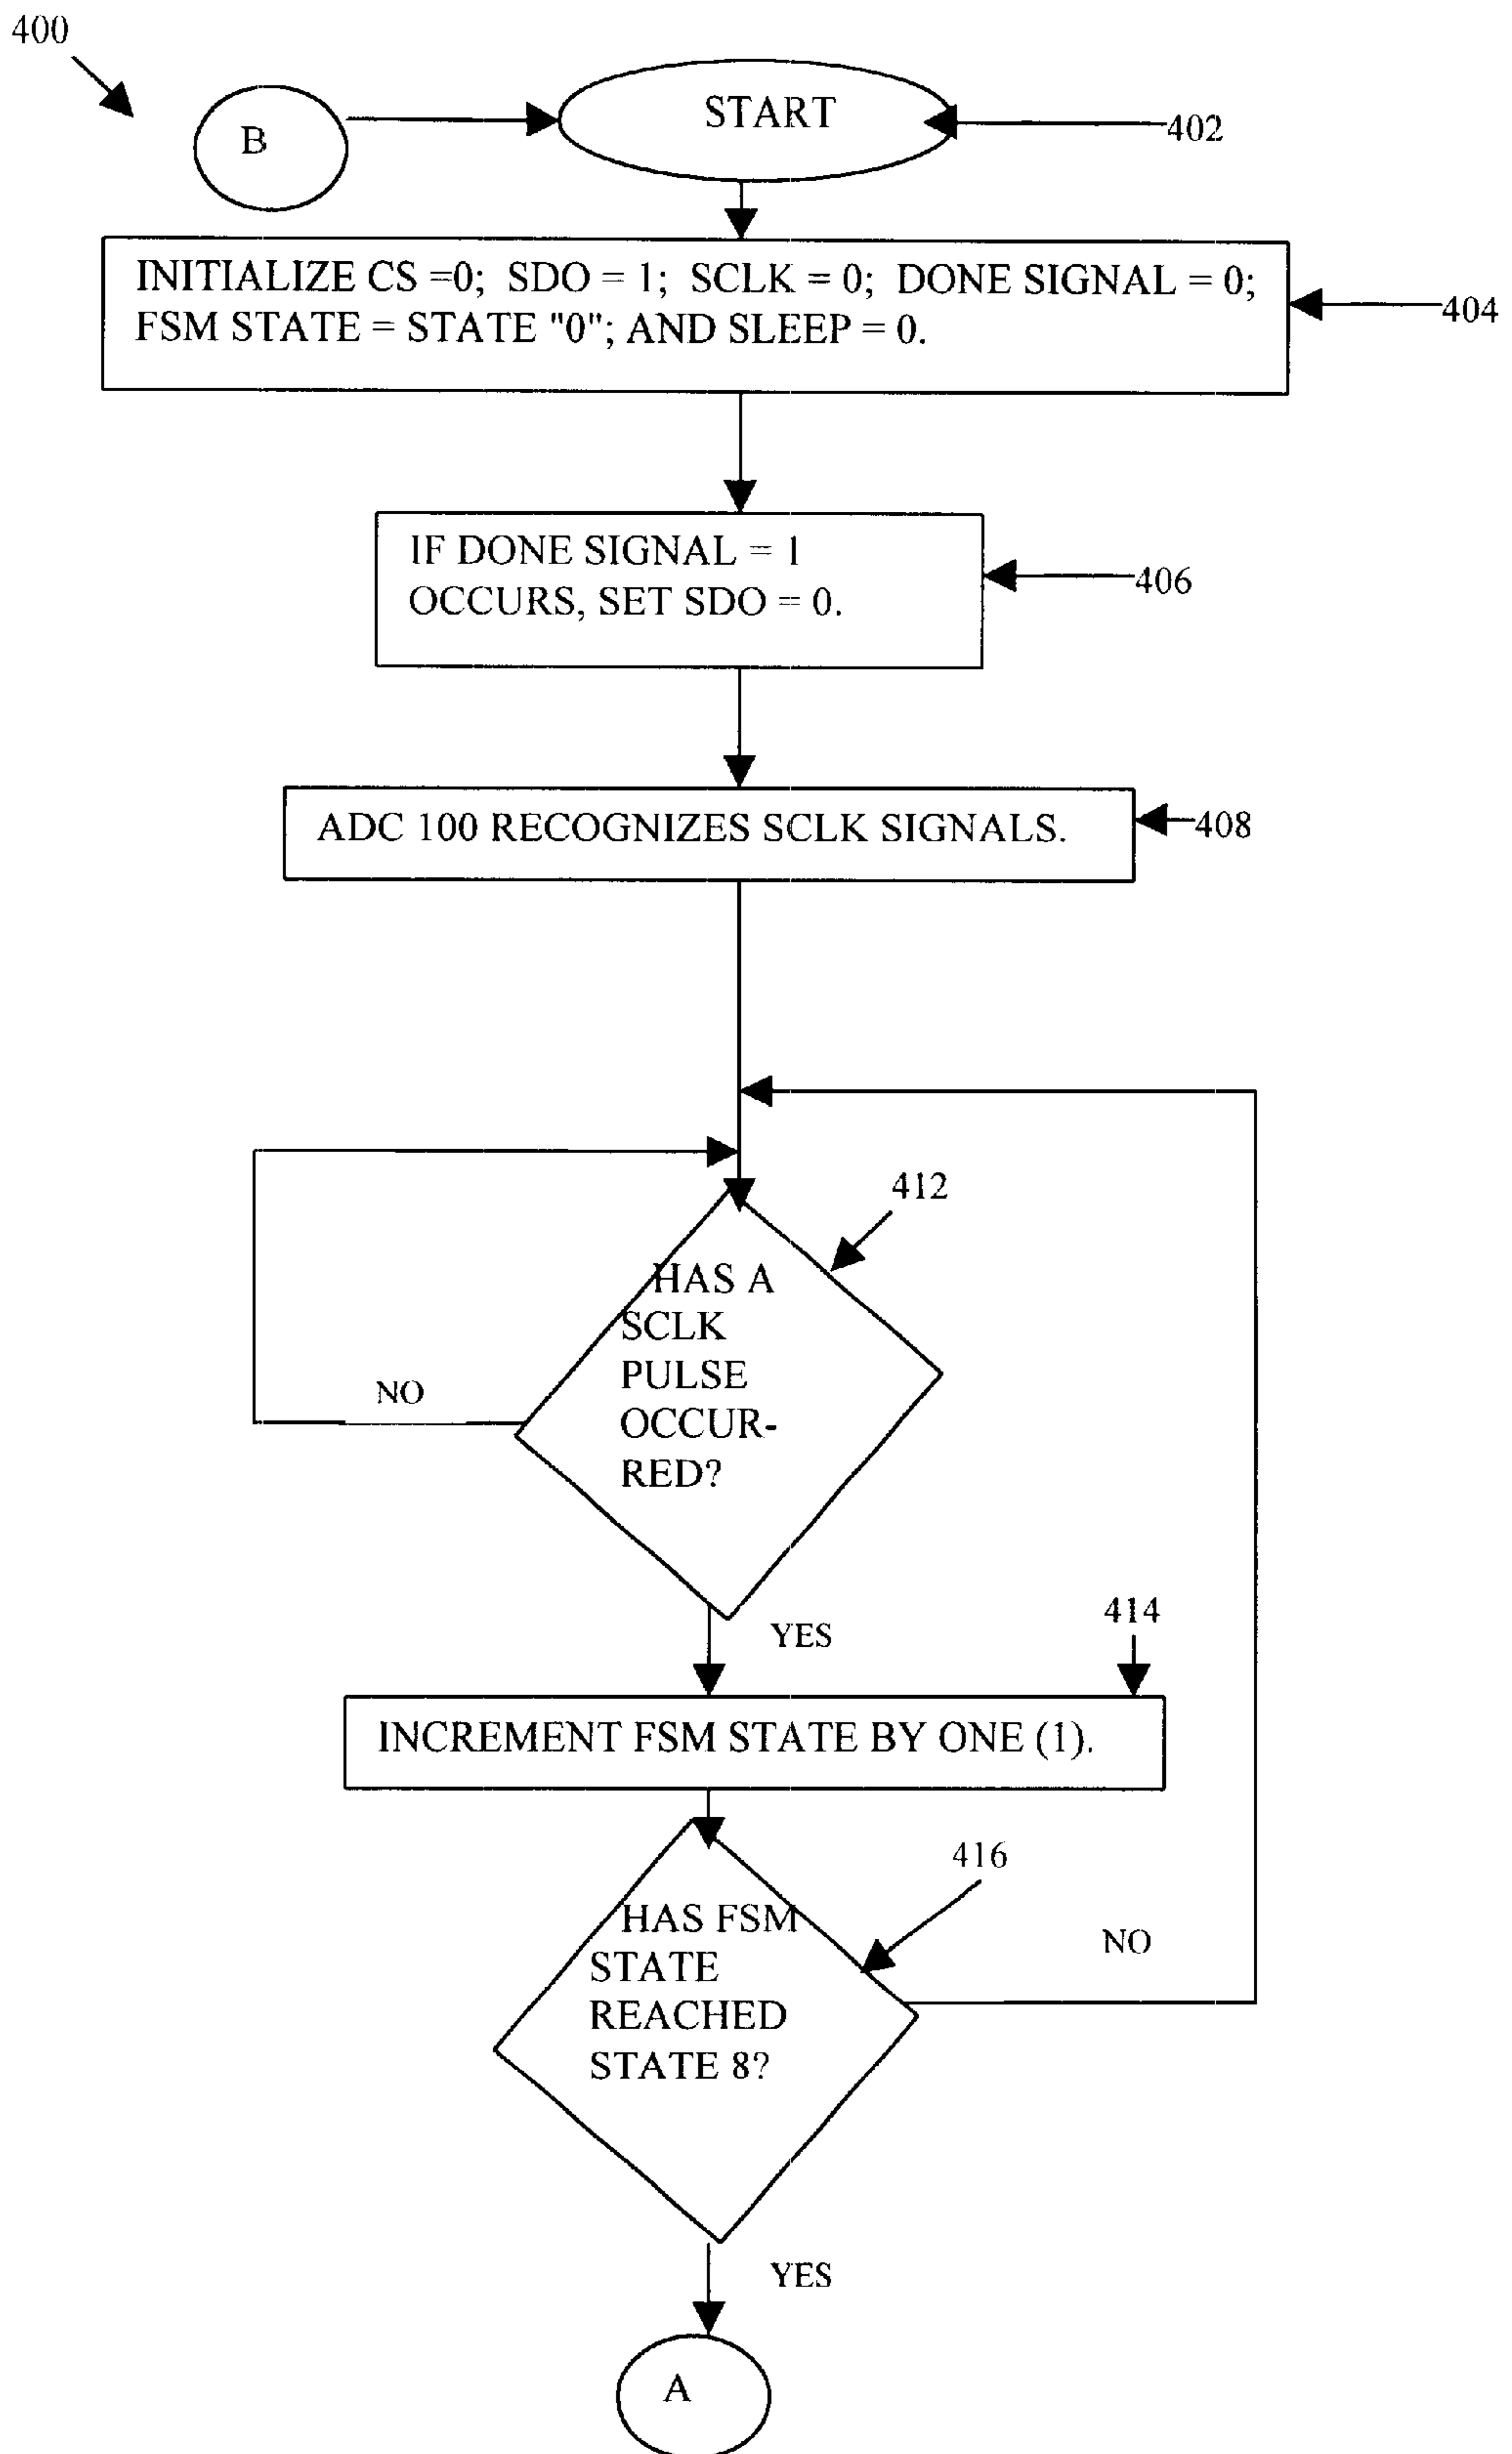 400
B
START
402
INITIALIZE CS =0; SDO = 1; SCLK = 0; DONE SIGNAL = 0;
FSM STATE = STATE "0"; AND SLEEP = 0.
404
IF DONE SIGNAL = 1
OCCURS, SET SDO = 0.
406
ADC 100 RECOGNIZES SCLK SIGNALS.
408
412
HAS A
SCLK
PULSE
OCCUR-
RED?
NO
YES
414
INCREMENT FSM STATE BY ONE (1).
416
HAS FSM
STATE
REACHED
STATE 8?
NO
YES
A